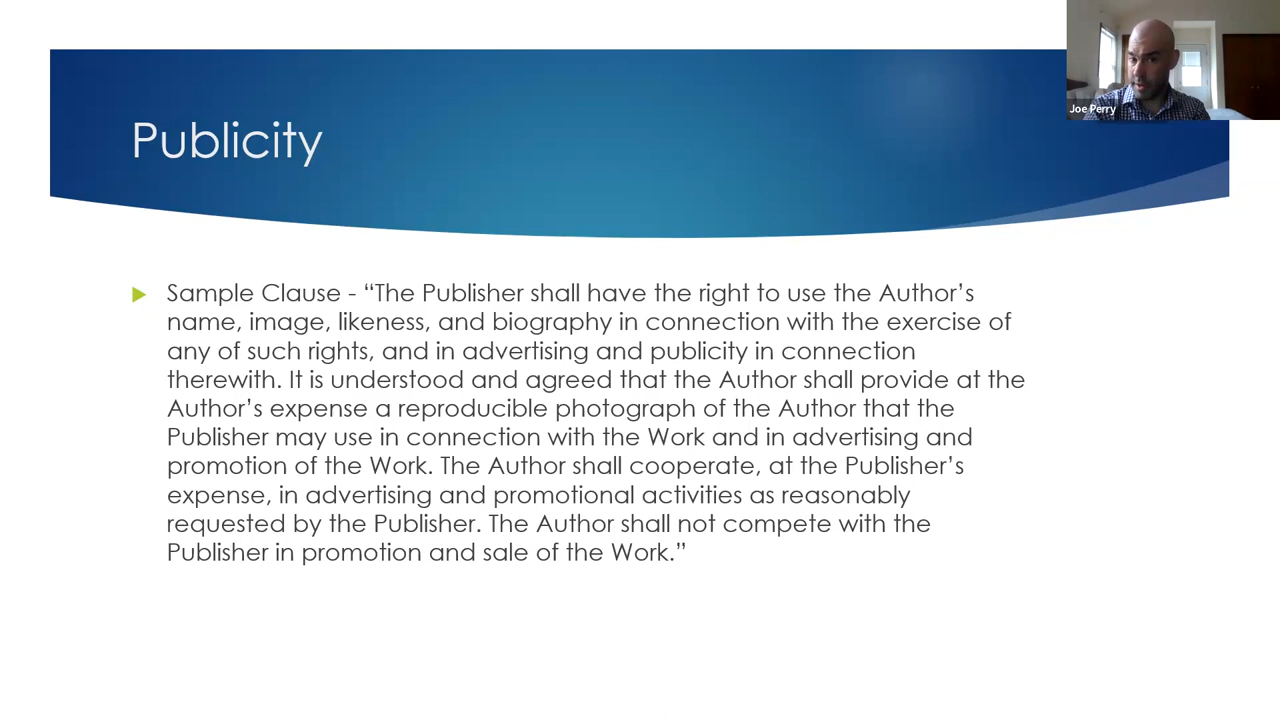 Joe Perry
Publicity
Sample Clause - “The Publisher shall have the right to use the Author’s
name, image, likeness, and biography in connection with the exercise of
any of such rights, and in advertising and publicity in connection
therewith. It is understood and agreed that the Author shall provide at the
Author’s expense a reproducible photograph of the Author that the
Publisher may use in connection with the Work and in advertising and
promotion of the Work. The Author shall cooperate, at the Publisher’s
expense, in advertising and promotional activities as reasonably
requested by the Publisher. The Author shall not compete with the
Publisher in promotion and sale of the Work.”